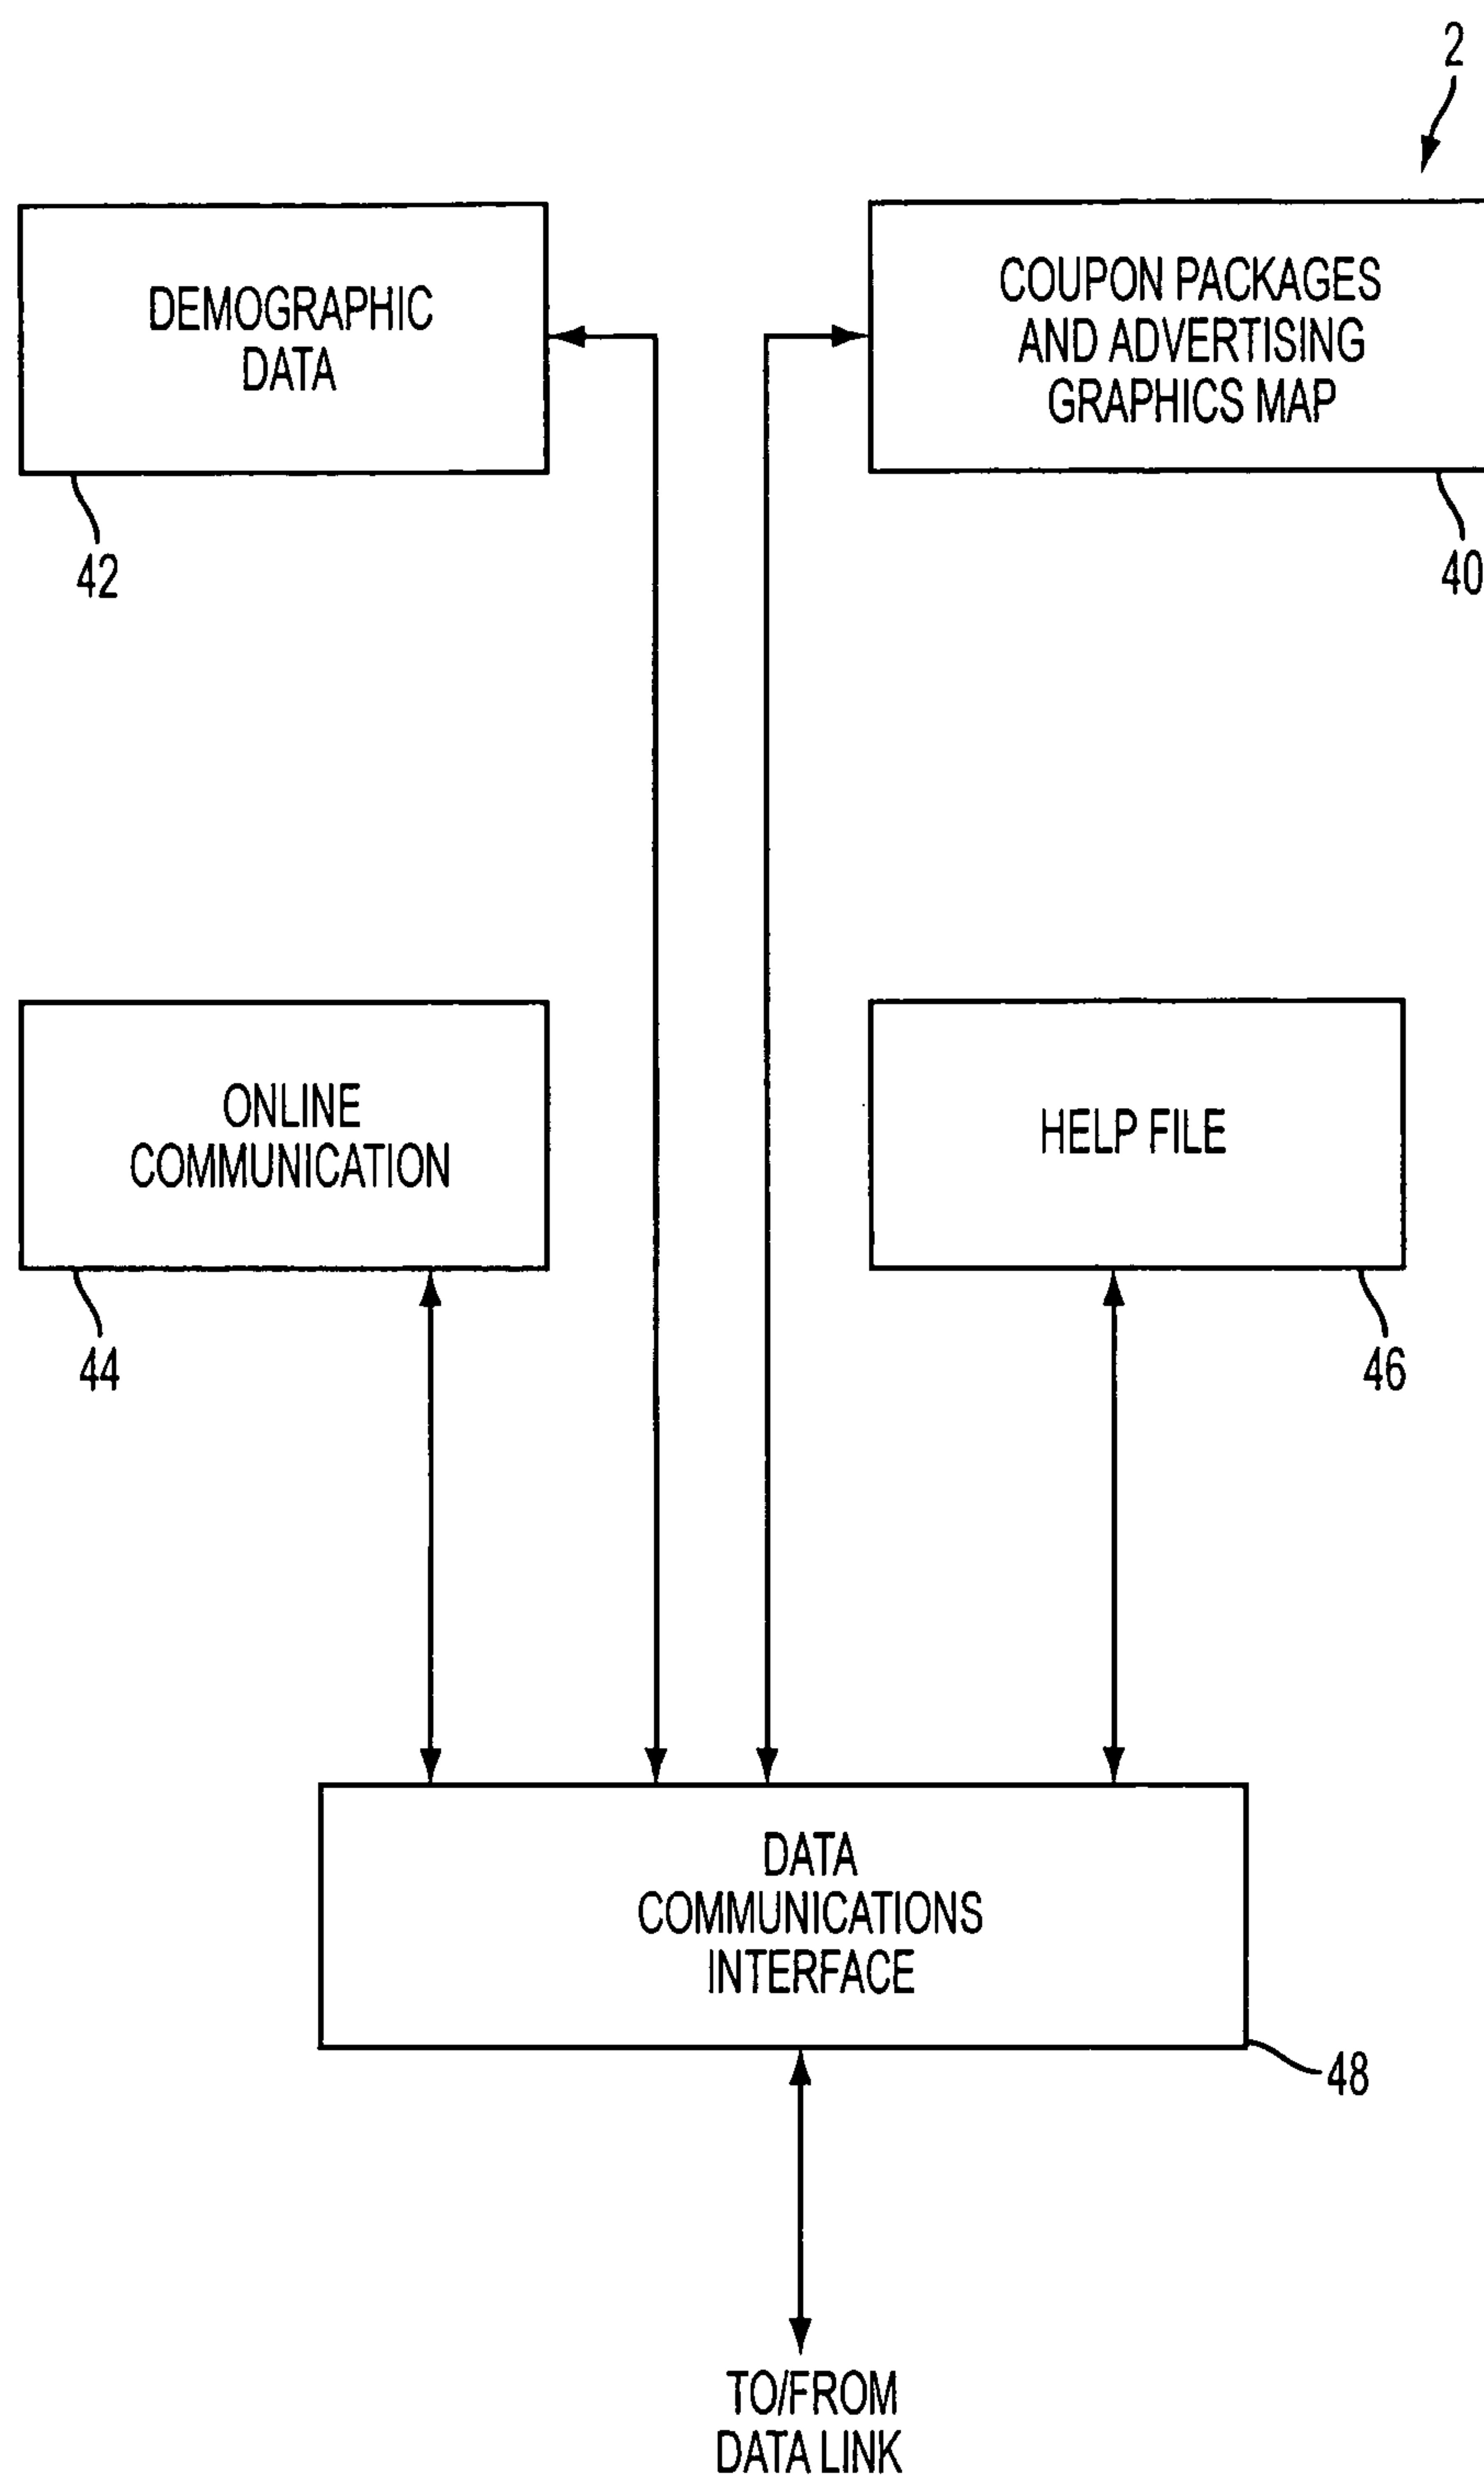 2
DEMOGRAPHIC
DATA
42
COUPON PACKAGES
AND ADVERTISING
GRAPHICS MAP
40
ONLINE
COMMUNICATION
44
HELP FILE
46
DATA
COMMUNICATIONS
INTERFACE
48
TO/FROM
DATA LINK